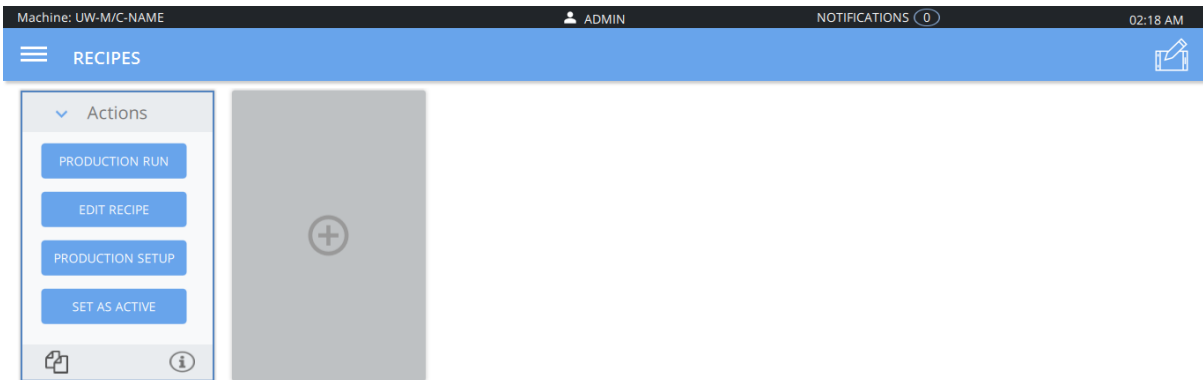 Machine: UW-M/C-NAME ADMIN NOTIFICATIONS 0 02:18 AM
RECIPES
Actions
PRODUCTION RUN
EDIT RECIPE
PRODUCTION SETUP
SET AS ACTIVE